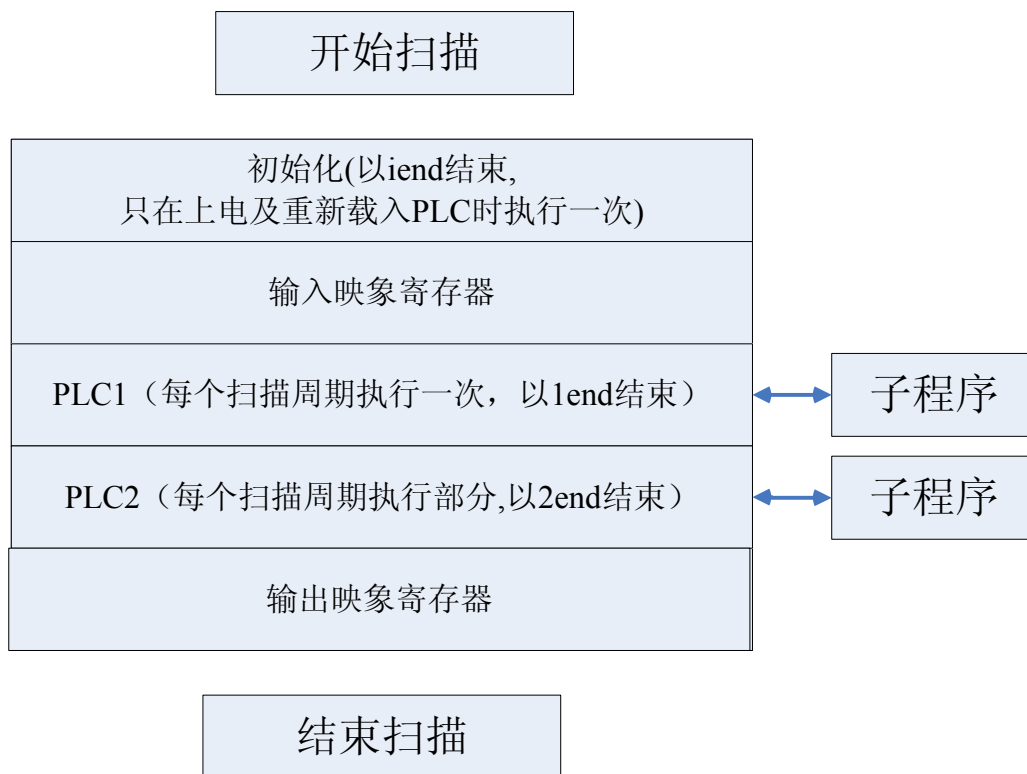 开始扫描
初始化(以iend结束,
只在上电及重新载入PLC时执行一次)
输入映象寄存器
PLC1（每个扫描周期执行一次，以1end结束）
子程序
PLC2（每个扫描周期执行部分,以2end结束）
子程序
输出映象寄存器
结束扫描